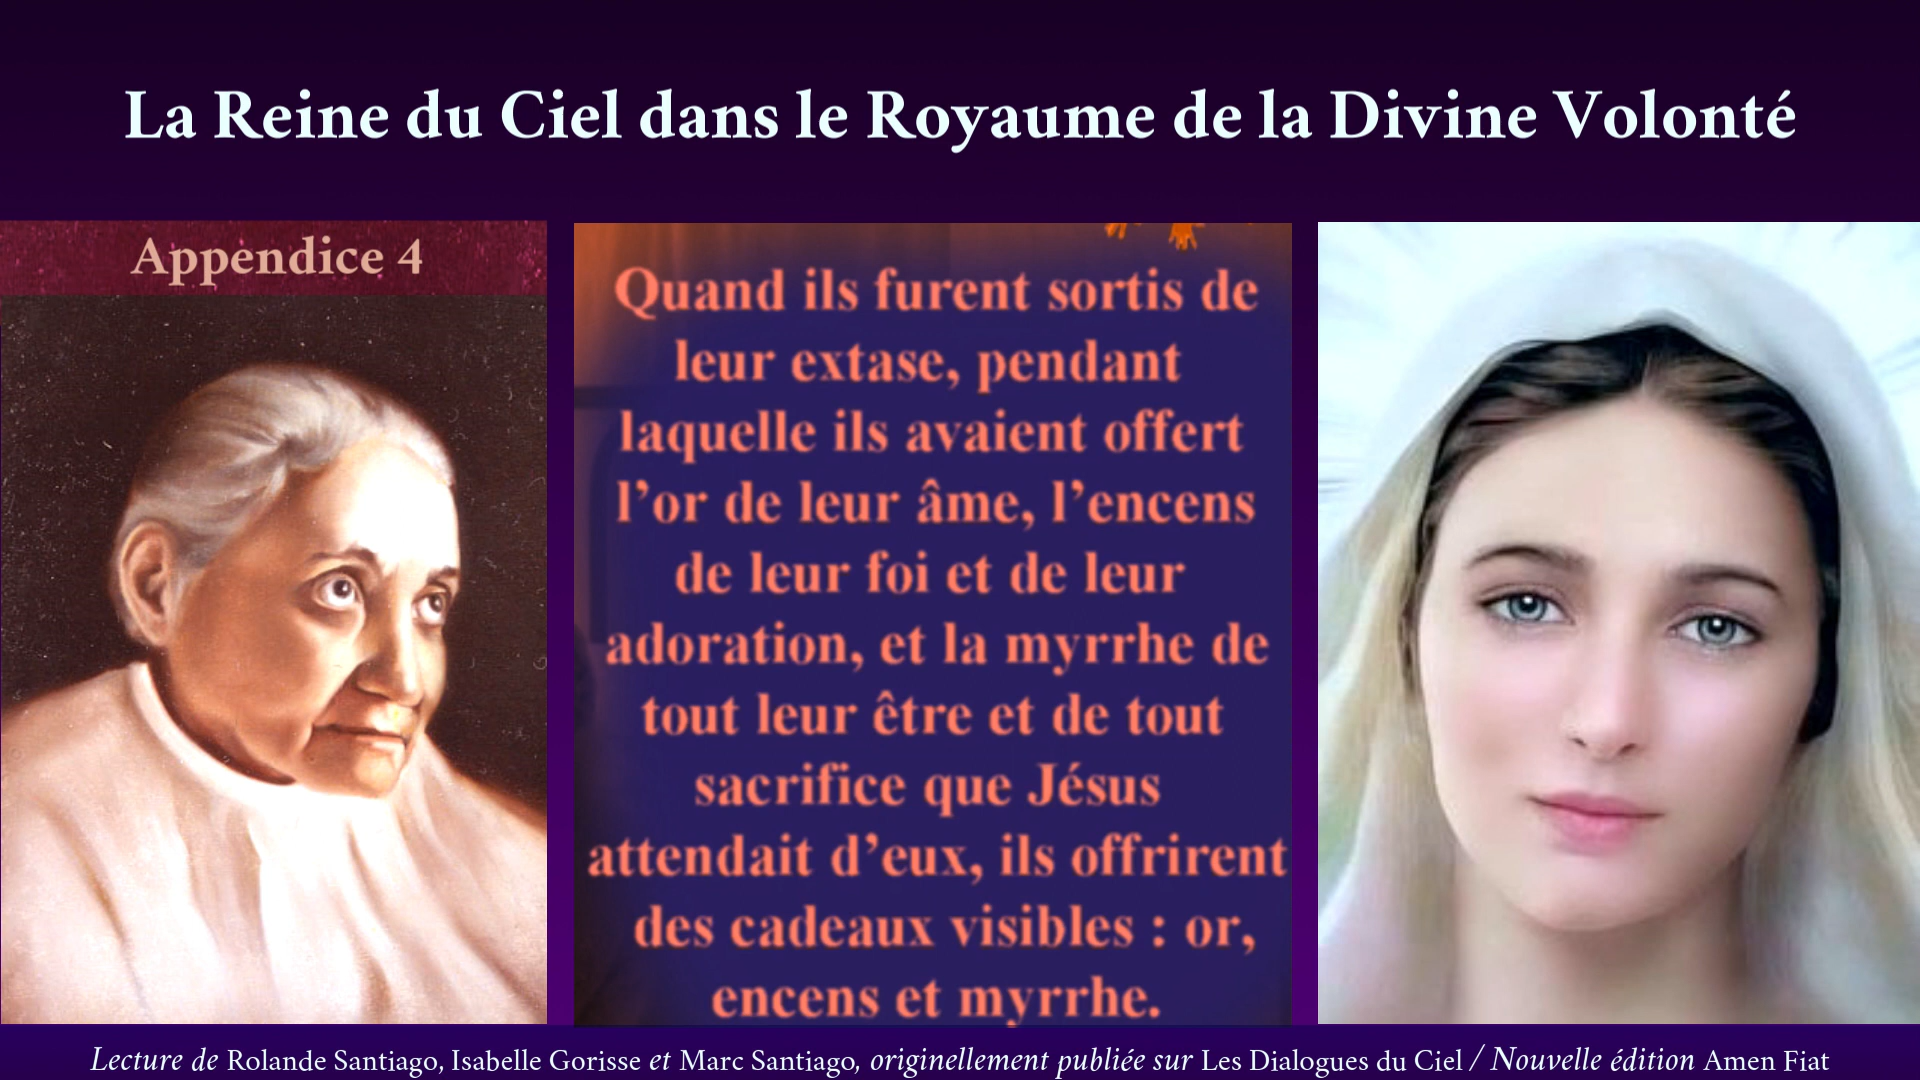 La Reine du Ciel dans le Royaume de la Divine Volonté
Appendice 4
Quand ils furent sortis de
leur extase, pendant
laquelle ils avaient offert
l’or de leur âme, l’encens
de leur foi et de leur
adoration, et la myrrhe de
tout leur être et de tout
sacrifice que Jésus
attendait d’eux, ils offrirent
des cadeaux visibles : or,
encens et myrrhe.
Lecture de Rolande Santiago, Isabelle Gorisse et Marc Santiago, originellement publiée sur Les Dialogues du Ciel / Nouvelle édition Amen Fiat